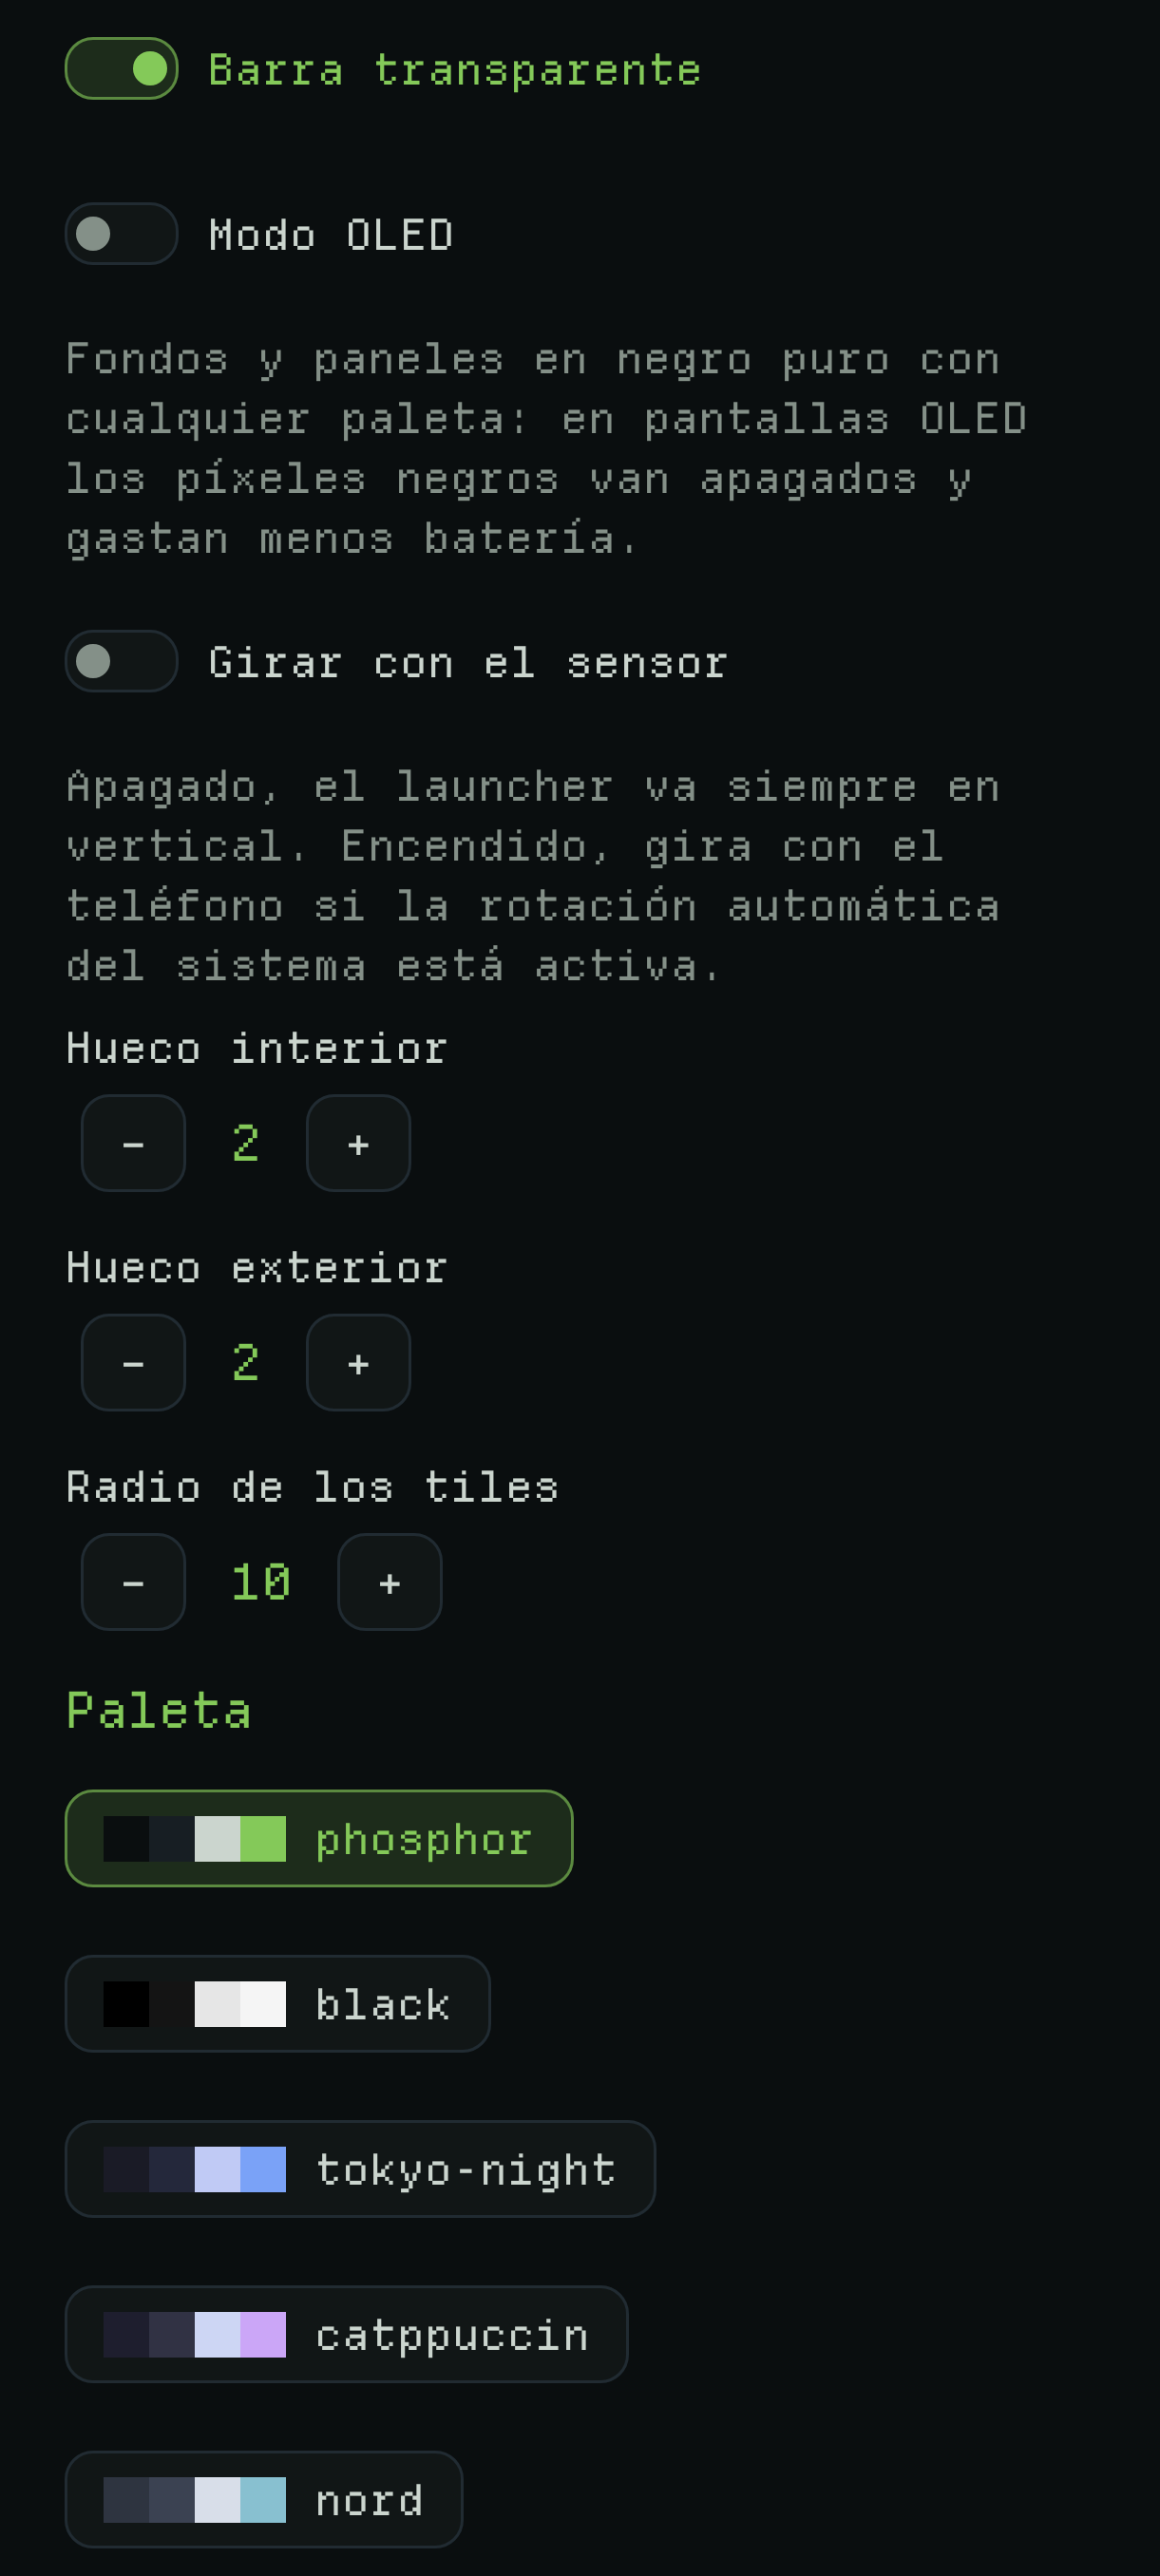 Barra transparente
Modo OLED
Fondos y paneles en negro puro con
cualquier paleta: en pantallas OLED
los píxeles negros van apagados y
gastan menos batería.
Girar con el sensor
Apagado, el launcher va siempre en
vertical. Encendido, gira con el
teléfono si la rotación automática
del sistema está activa.
Hueco interior
- 2 +
Hueco exterior
- 2 +
Radio de los tiles
- 10 +
Paleta
phosphor
black
tokyo-night
catppuccin
nord